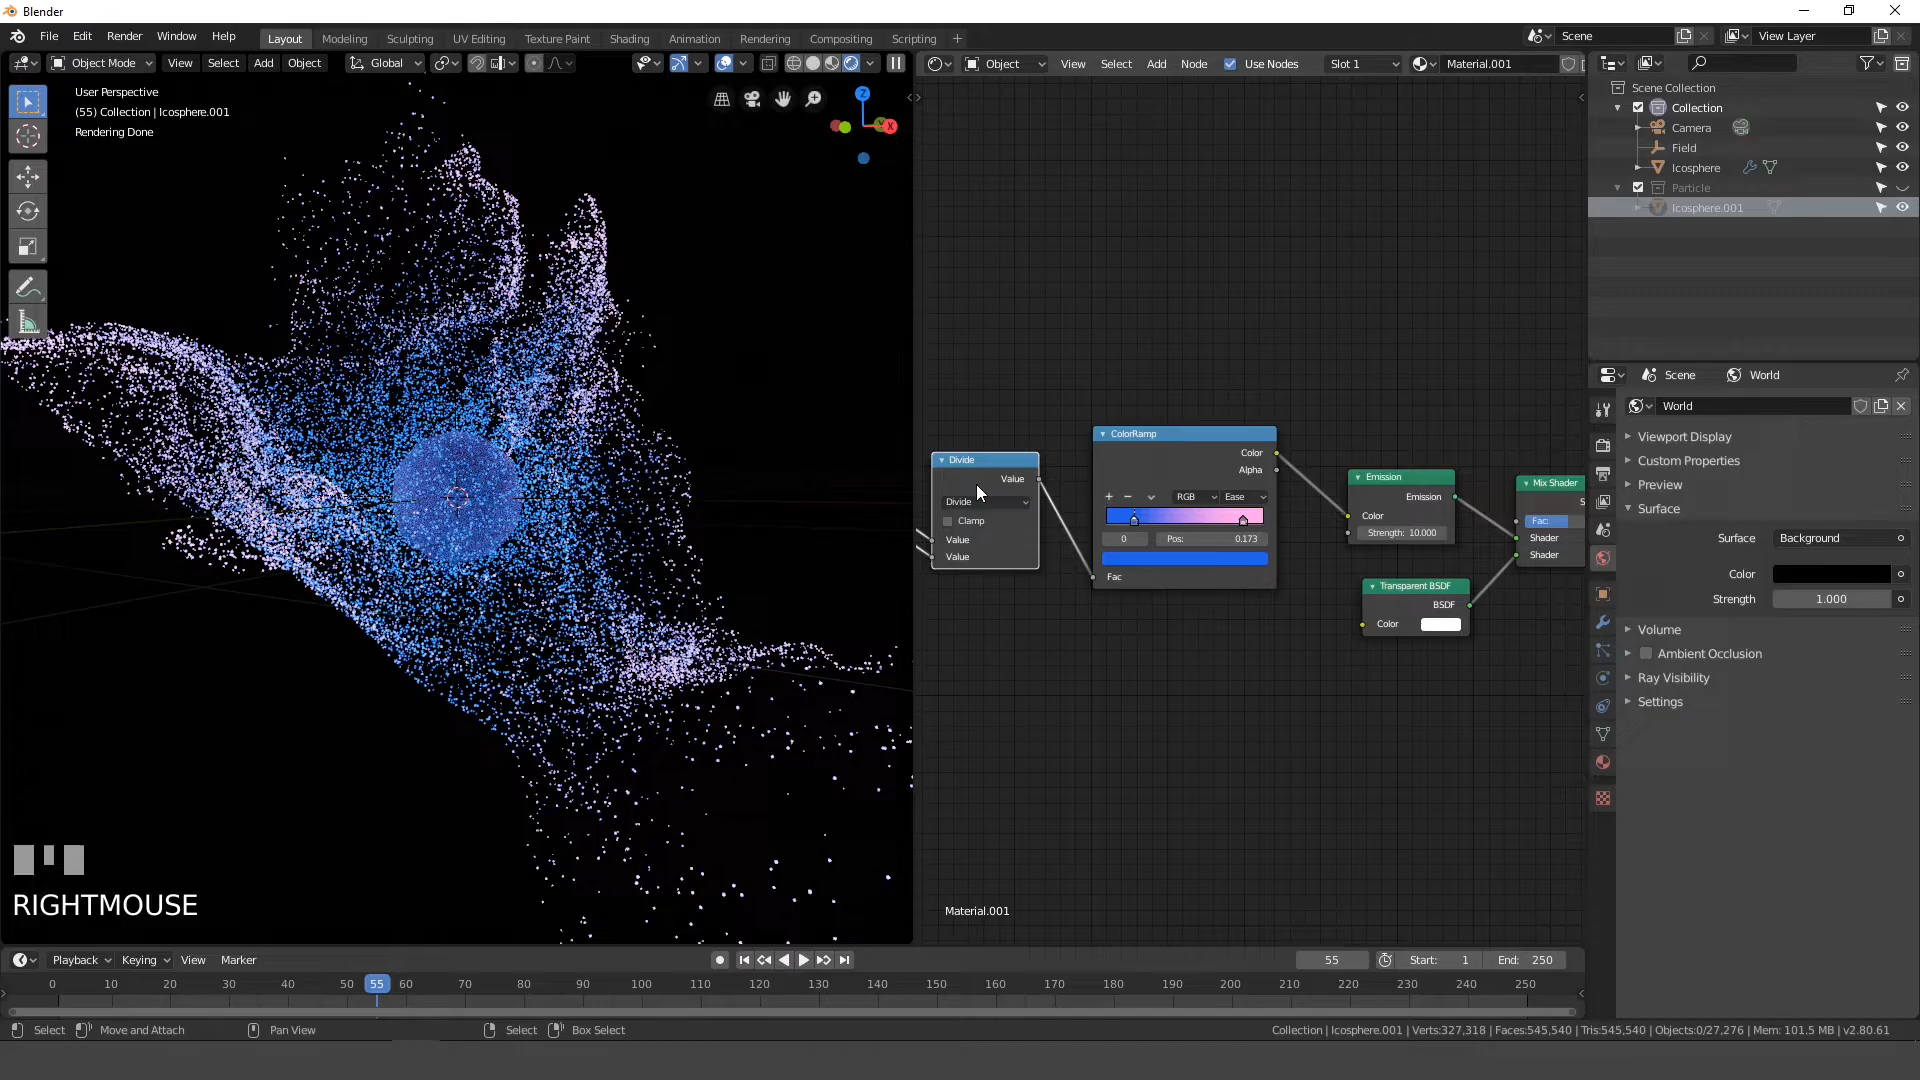 Blender
File Edit Render Window Help
Layout Modeling Sculpting UV Editing Texture Paint Shading Animation Rendering Compositing Scripting +
Scene View Layer
Object Mode View Select Add Object Global
Object View Select Add Node Use Nodes Slot 1 Material.001
User Perspective
(55) Collection | Icosphere.001
Rendering Done
Z
X
Scene Collection
Collection
Camera
Field
Icosphere
Particle
Icosphere.001
Scene World
World
Viewport Display
Custom Properties
Preview
Surface
Surface Background
Color
Strength 1.000
Volume
Ambient Occlusion
Ray Visibility
Settings
Divide
Value
Divide
Clamp
Value
Value
ColorRamp
Color
Alpha
RGB Ease
0 Pos: 0.173
Fac
Emission
Emission
Color
Strength: 10.000
Transparent BSDF
BSDF
Color
Mix Shader
S
Fac:
Shader
Shader
Material.001
RIGHTMOUSE
Playback Keying View Marker
55 Start: 1 End: 250
0 10 20 30 40 50 55 60 70 80 90 100 110 120 130 140 150 160 170 180 190 200 210 220 230 240 250
Select Move and Attach Pan View Select Box Select
Collection | Icosphere.001 | Verts:327,318 | Faces:545,540 | Tris:545,540 | Objects:0/27,276 | Mem: 101.5 MB | v2.80.61